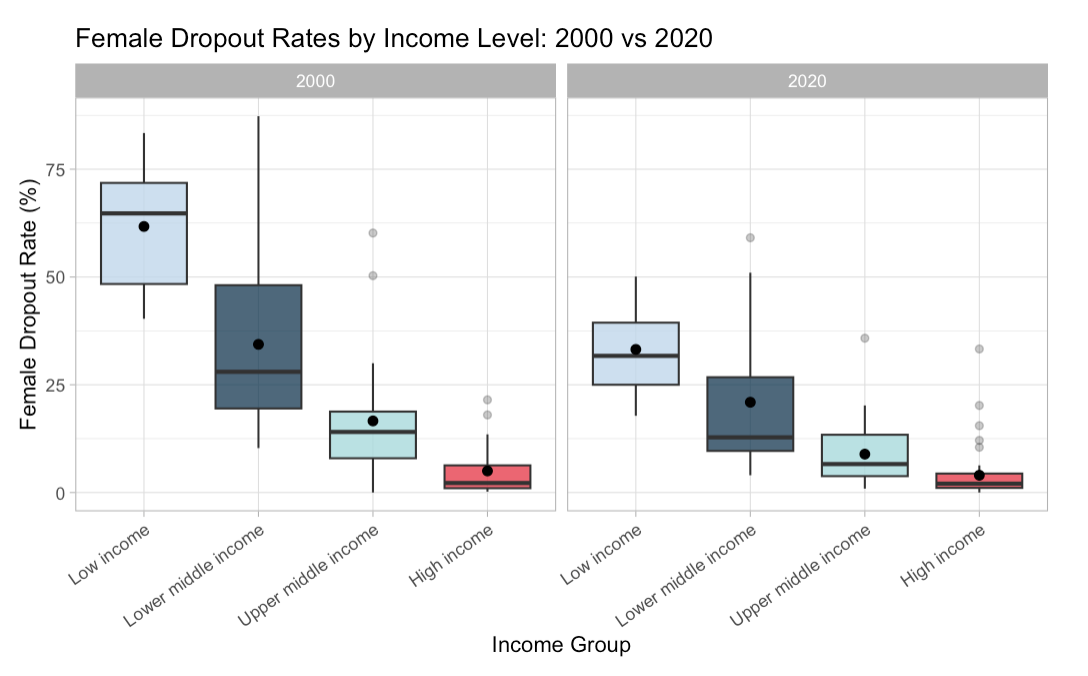 Female Dropout Rates by Income Level: 2000 vs 2020
2000
2020
Female Dropout Rate (%)
75
50
25
0
Low income
Lower middle income
Upper middle income
High income
Low income
Lower middle income
Upper middle income
High income
Income Group